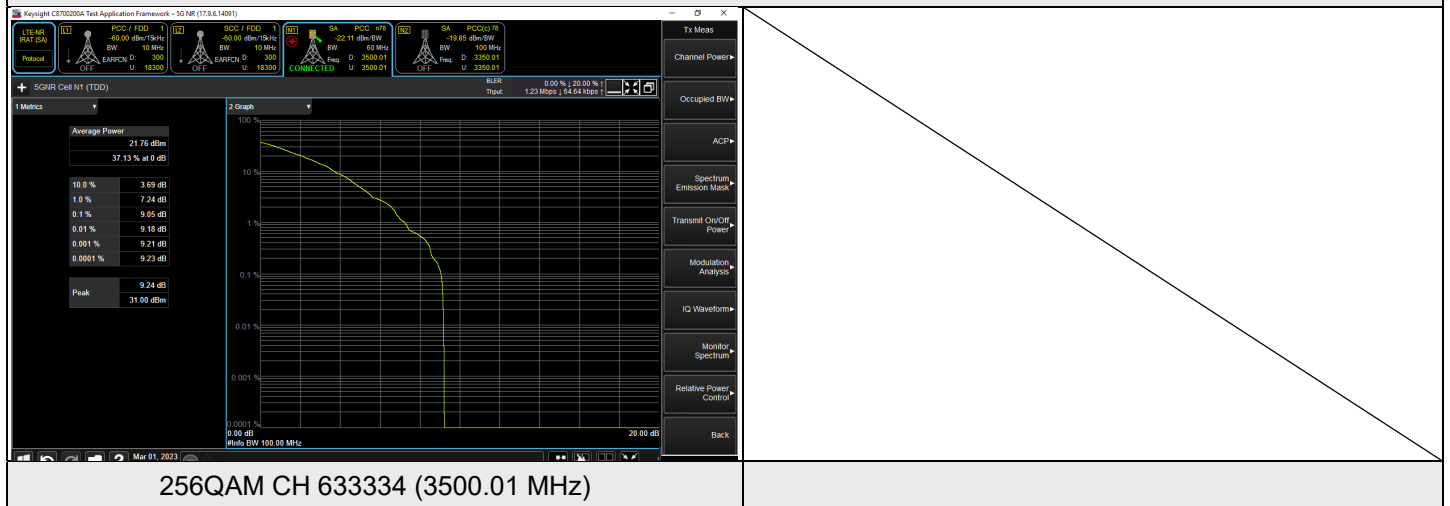 Keysight C8700200A Test Application Framework – 5G NR (17.9.6.14091)
LTE-NR
IRAT (SA)
Protocol
L1
PCC / FDD 1
-60.00 dBm/15kHz
BW: 10 MHz
EARFCN: D: 300
U: 18300
OFF
L2
SCC / FDD 1
-60.00 dBm/15kHz
BW: 10 MHz
EARFCN: D: 300
U: 18300
OFF
N1
SA PCC n78
-22.11 dBm/BW
BW: 60 MHz
Freq: D: 3500.01
U: 3500.01
CONNECTED
N2
SA PCC(c) 78
-19.85 dBm/BW
BW: 100 MHz
Freq: D: 3350.01
U: 3350.01
OFF
+ 5GNR Cell N1 (TDD)
BLER: 0.00 % ↓ 20.00 % ↑
Thput: 1.23 Mbps ↓ 64.64 kbps ↑
1 Metrics
Average Power
21.76 dBm
37.13 % at 0 dB
10.0 % 3.69 dB
1.0 % 7.24 dB
0.1 % 9.05 dB
0.01 % 9.18 dB
0.001 % 9.21 dB
0.0001 % 9.23 dB
Peak
9.24 dB
31.00 dBm
2 Graph
100 %
10 %
1 %
0.1 %
0.01 %
0.001 %
0.0001 %
0.00 dB 20.00 dB
#Info BW 100.00 MHz
Tx Meas
Channel Power
Occupied BW
ACP
Spectrum
Emission Mask
Transmit On/Off
Power
Modulation
Analysis
IQ Waveform
Monitor
Spectrum
Relative Power
Control
Back
Mar 01, 2023
256QAM CH 633334 (3500.01 MHz)